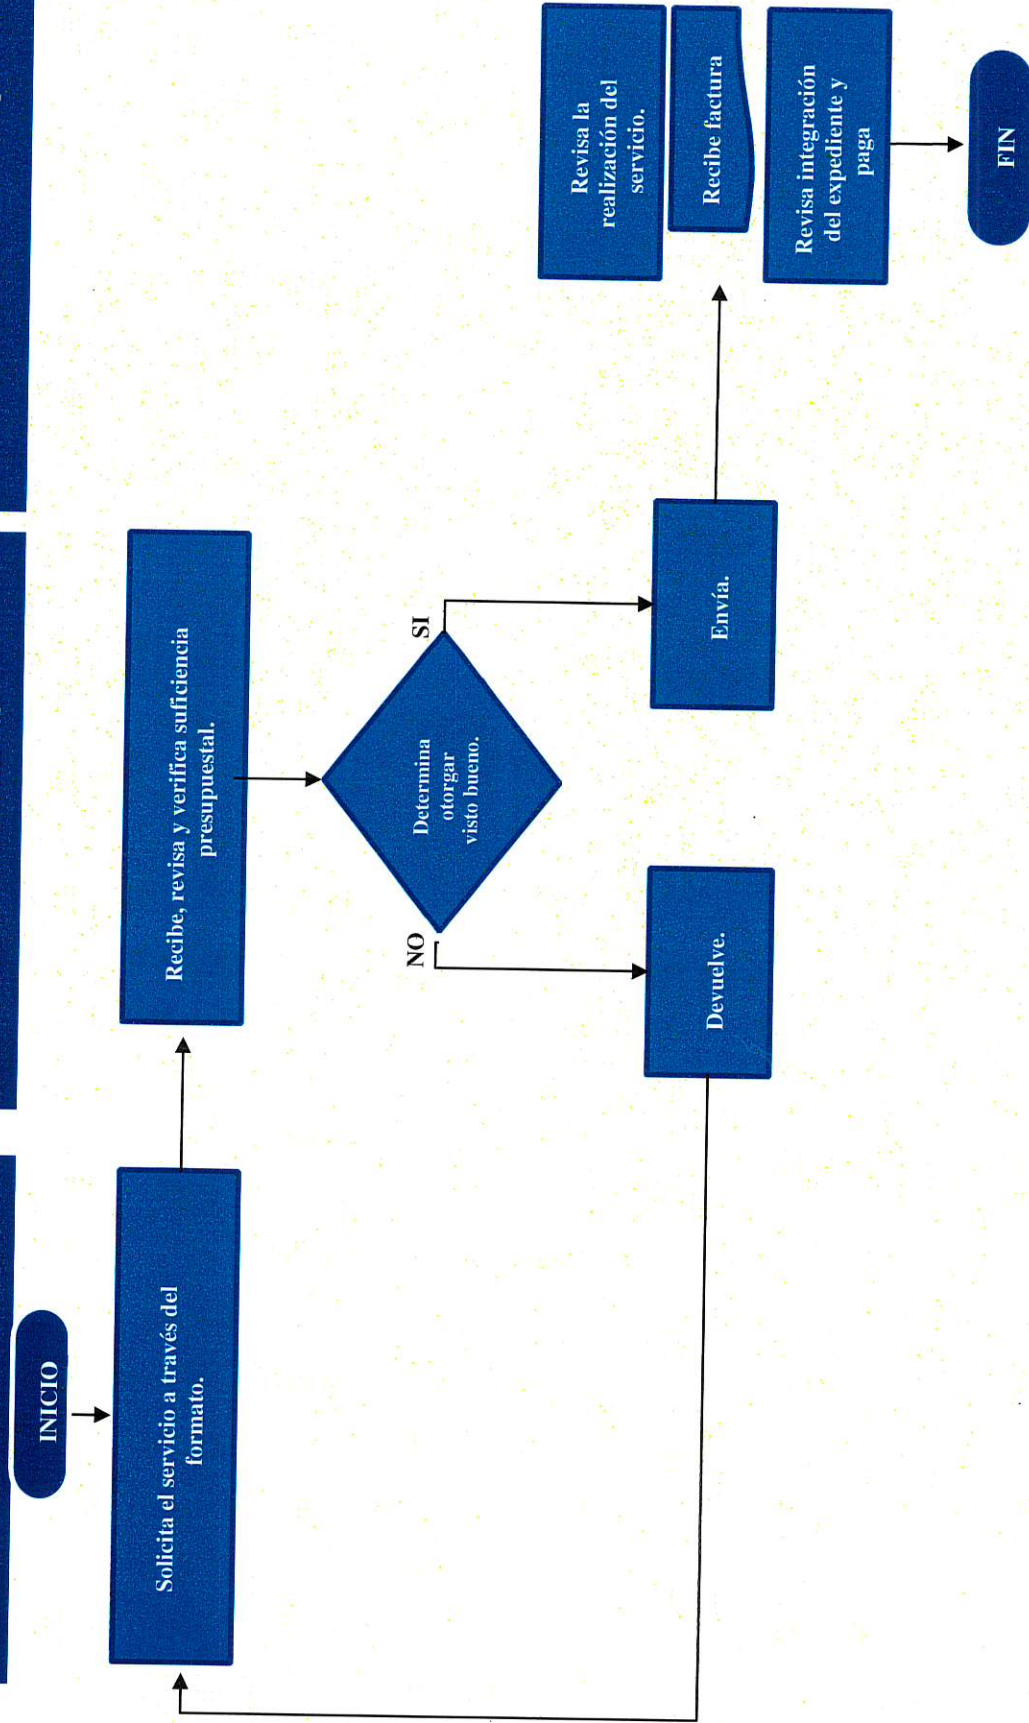 INICIO
Solicita el servicio a través del
formato.
Recibe, revisa y verifica suficiencia
presupuestal.
Determina
otorgar
visto bueno.
NO
SI
Devuelve.
Envía.
Revisa la
realización del
servicio.
Recibe factura
Revisa integración
del expediente y
paga
FIN